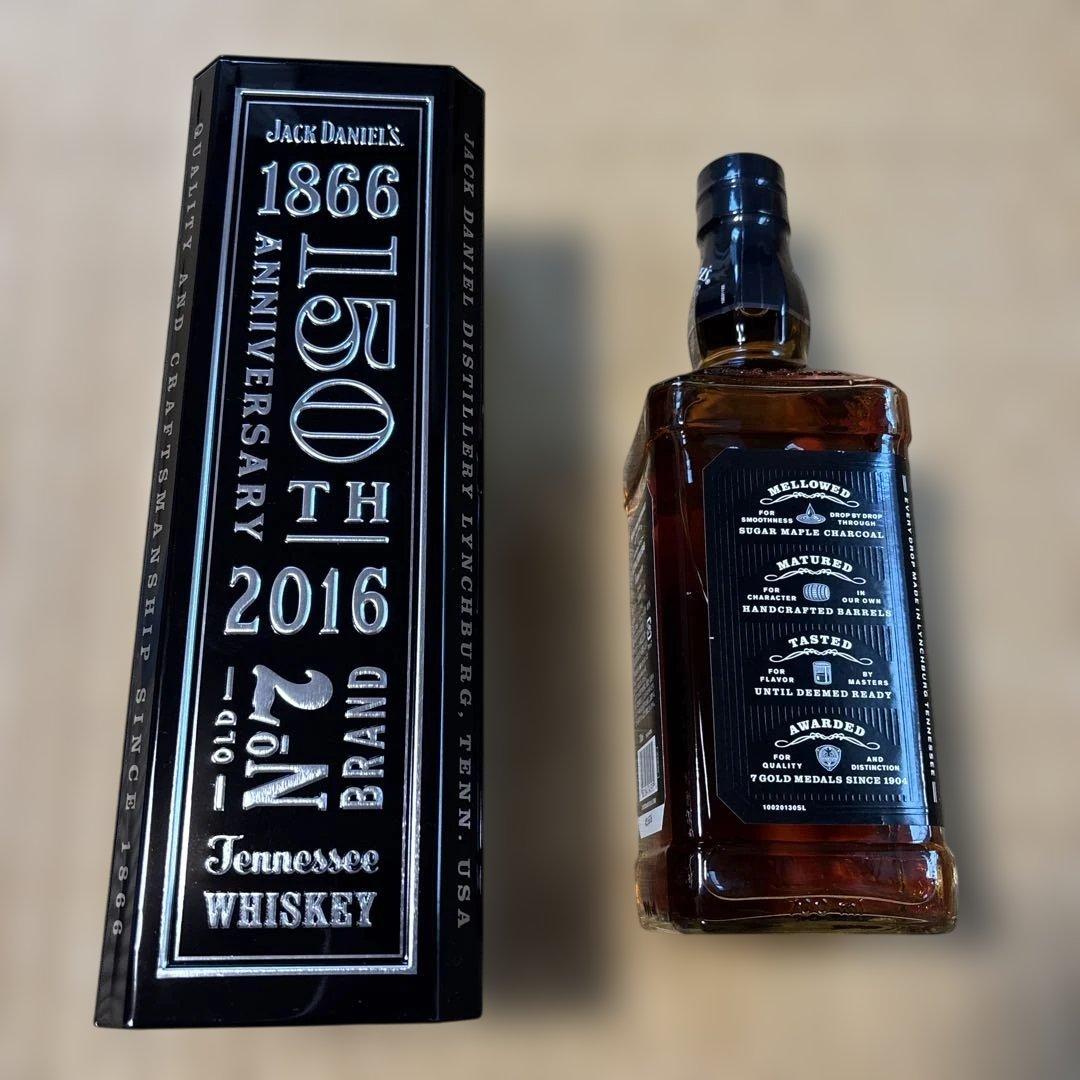 JACK DANIEL'S.
1866
150
TH
ANNIVERSARY
2016
OLD
No 7
BRAND
Tennessee
WHISKEY
QUALITY AND CRAFTSMANSHIP SINCE 1866
JACK DANIEL DISTILLERY LYNCHBURG, TENN. USA
MELLOWED
FOR SMOOTHNESS
DROP BY DROP THROUGH
SUGAR MAPLE CHARCOAL
MATURED
FOR CHARACTER
IN OUR OWN
HANDCRAFTED BARRELS
TASTED
FOR FLAVOR
BY MASTERS
UNTIL DEEMED READY
AWARDED
FOR QUALITY
AND DISTINCTION
7 GOLD MEDALS SINCE 1904
10020130SL
EVERY DROP MADE IN LYNCHBURG TENNESSEE